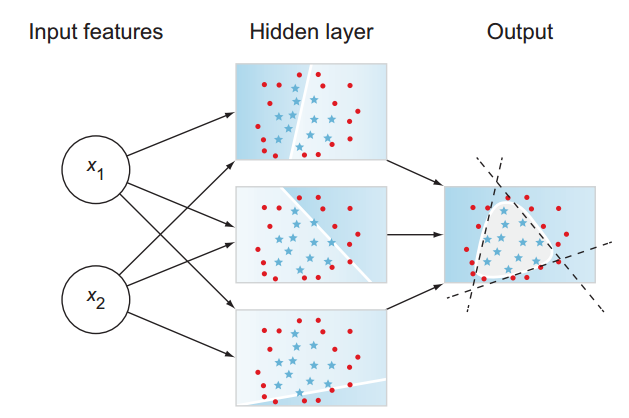 Input features
Hidden layer
Output
x1
x2